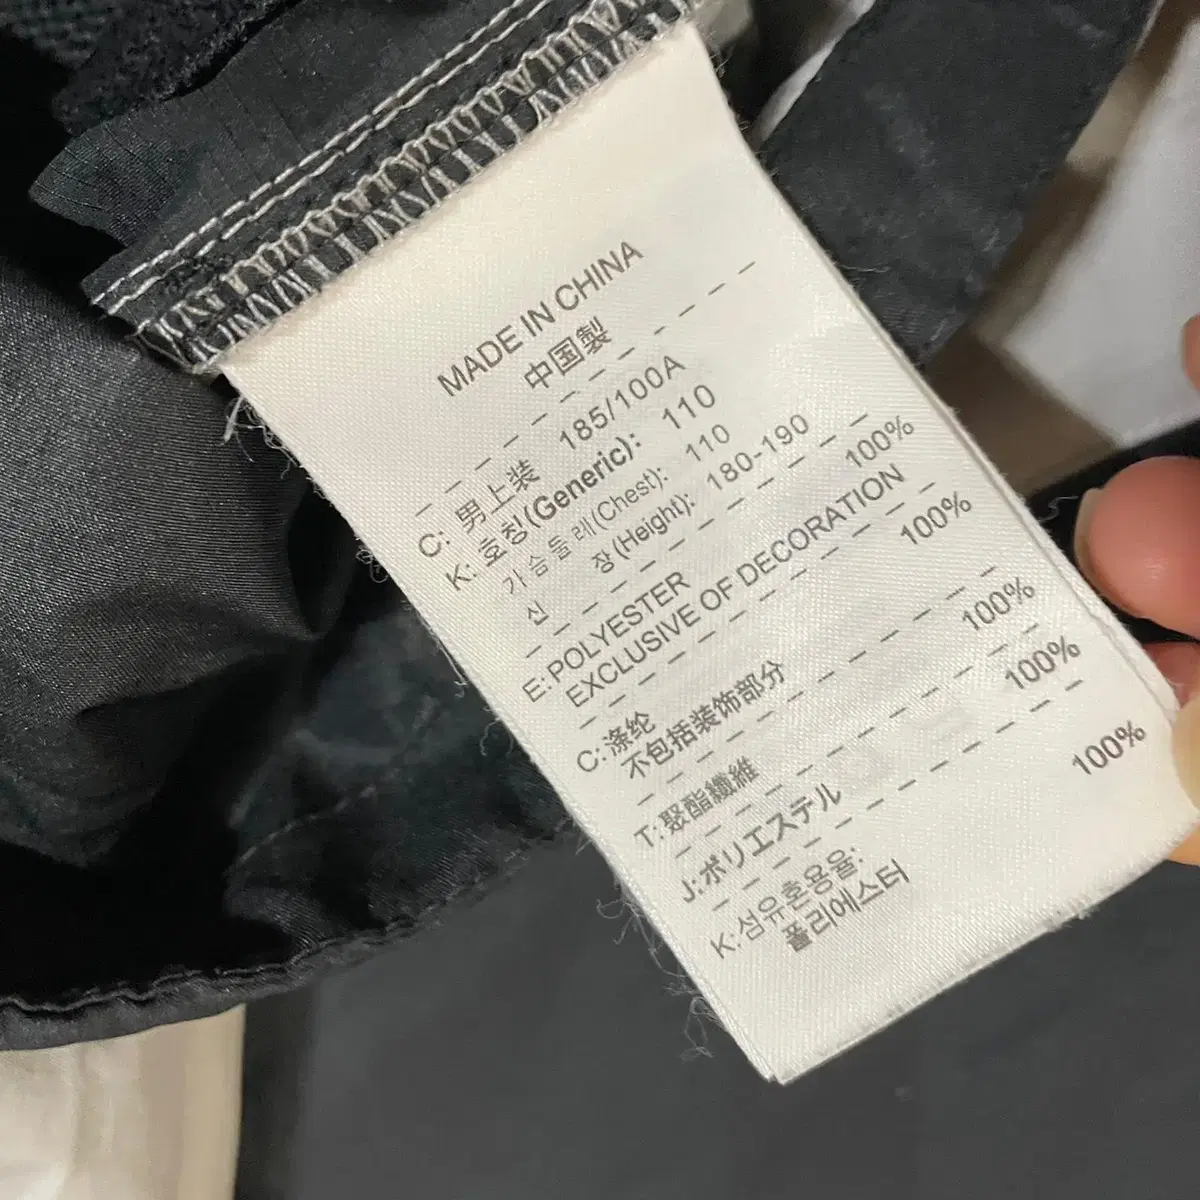 MADE IN CHINA
中国製
C: 男上装 185/100A
K: 호칭(Generic): 110
가슴둘레(Chest): 110
신 장(Height): 180-190
E:POLYESTER 100%
EXCLUSIVE OF DECORATION
C:涤纶 100%
不包括装饰部分
T:聚酯纖維 100%
J:ポリエステル 100%
K:섬유혼용율:
폴리에스터 100%